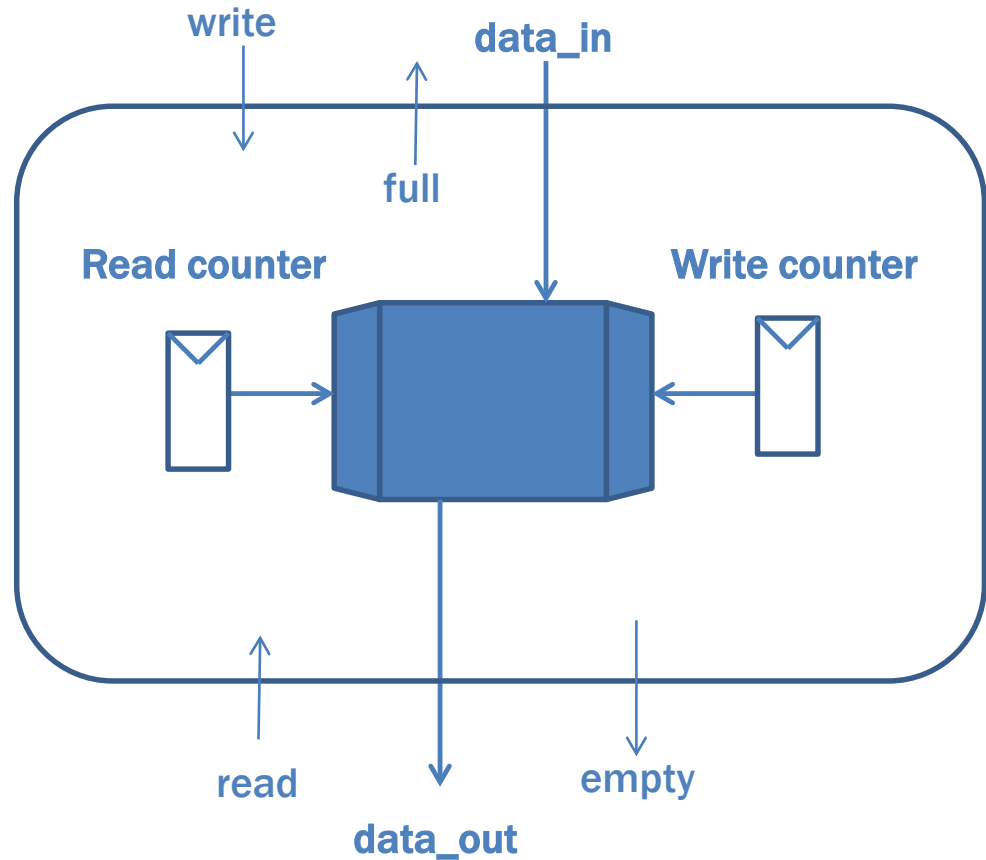 write
data_in
full
Read counter
Write counter
read
empty
data_out